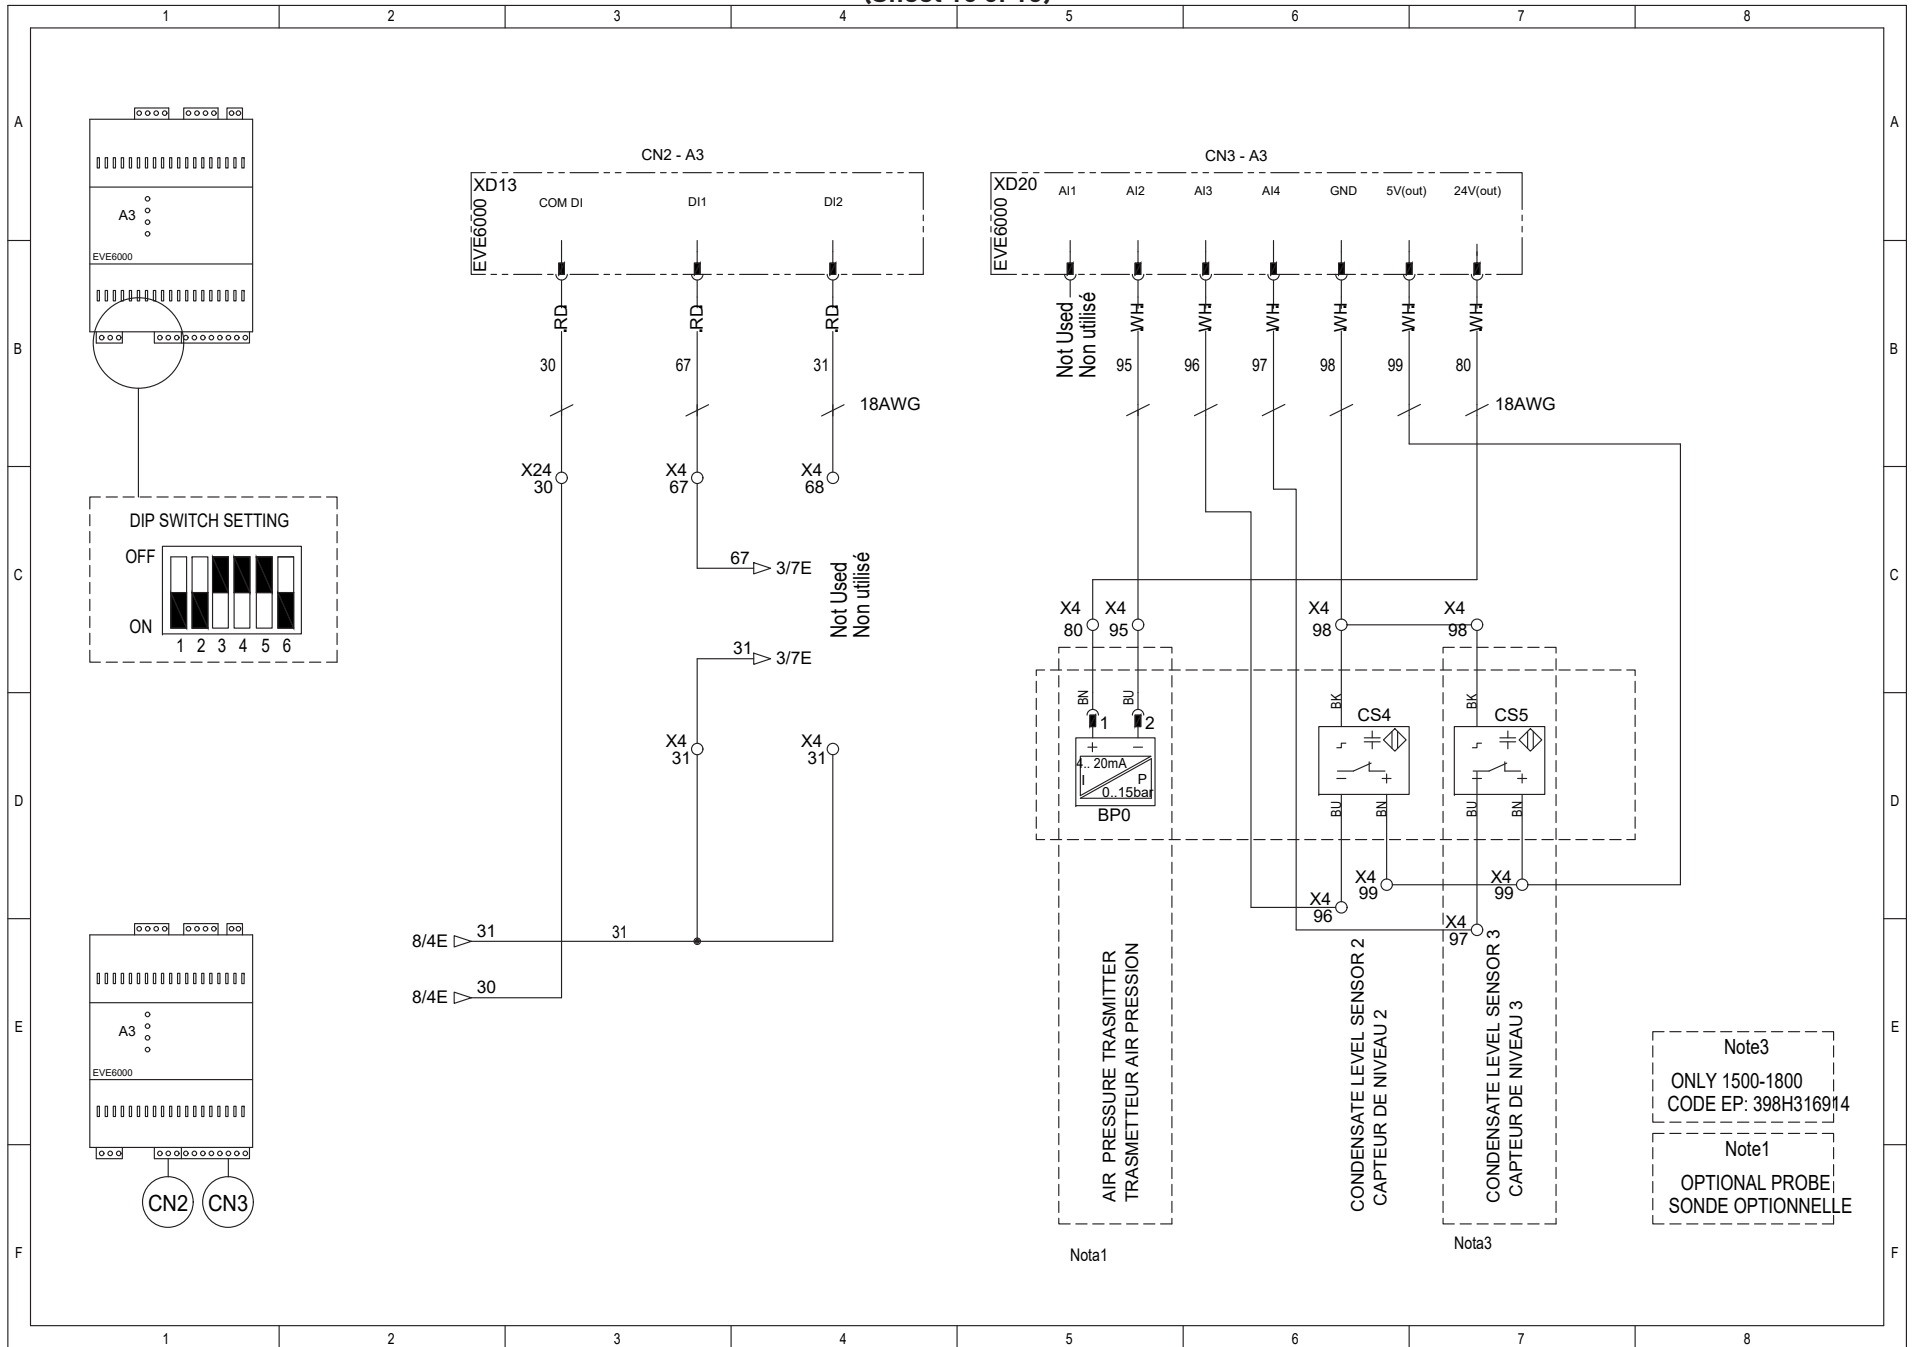 1 2 3 4 5 6 7 8
A
B
C
D
E
F
A3
EVE6000
DIP SWITCH SETTING
OFF
ON
1 2 3 4 5 6
A3
EVE6000
CN2 CN3
CN2 - A3
XD13
EVE6000
COM DI DI1 DI2
.RD. .RD. .RD.
30 67 31
18AWG
X24
30
X4
67
X4
68
67 3/7E
31 3/7E
Not Used
Non utilisé
X4
31
X4
31
8/4E 31 31
8/4E 30
CN3 - A3
XD20
EVE6000
AI1 AI2 AI3 AI4 GND 5V(out) 24V(out)
Not Used
Non utilisé
.WH. .WH. .WH. .WH. .WH. .WH.
95 96 97 98 99 80
18AWG
X4
80
X4
95
X4
98
X4
98
BN BU BK BK
1 2
+ −
4.. 20mA
I P
0..15bar
BP0
CS4
− +
BU BN
CS5
− +
BU BN
X4
96
X4
99
X4
97
X4
99
AIR PRESSURE TRASMITTER
TRASMETTEUR AIR PRESSION
CONDENSATE LEVEL SENSOR 2
CAPTEUR DE NIVEAU 2
CONDENSATE LEVEL SENSOR 3
CAPTEUR DE NIVEAU 3
Nota1
Nota3
Note3
ONLY 1500-1800
CODE EP: 398H316914
Note1
OPTIONAL PROBE
SONDE OPTIONNELLE
A
B
C
D
E
F
1 2 3 4 5 6 7 8